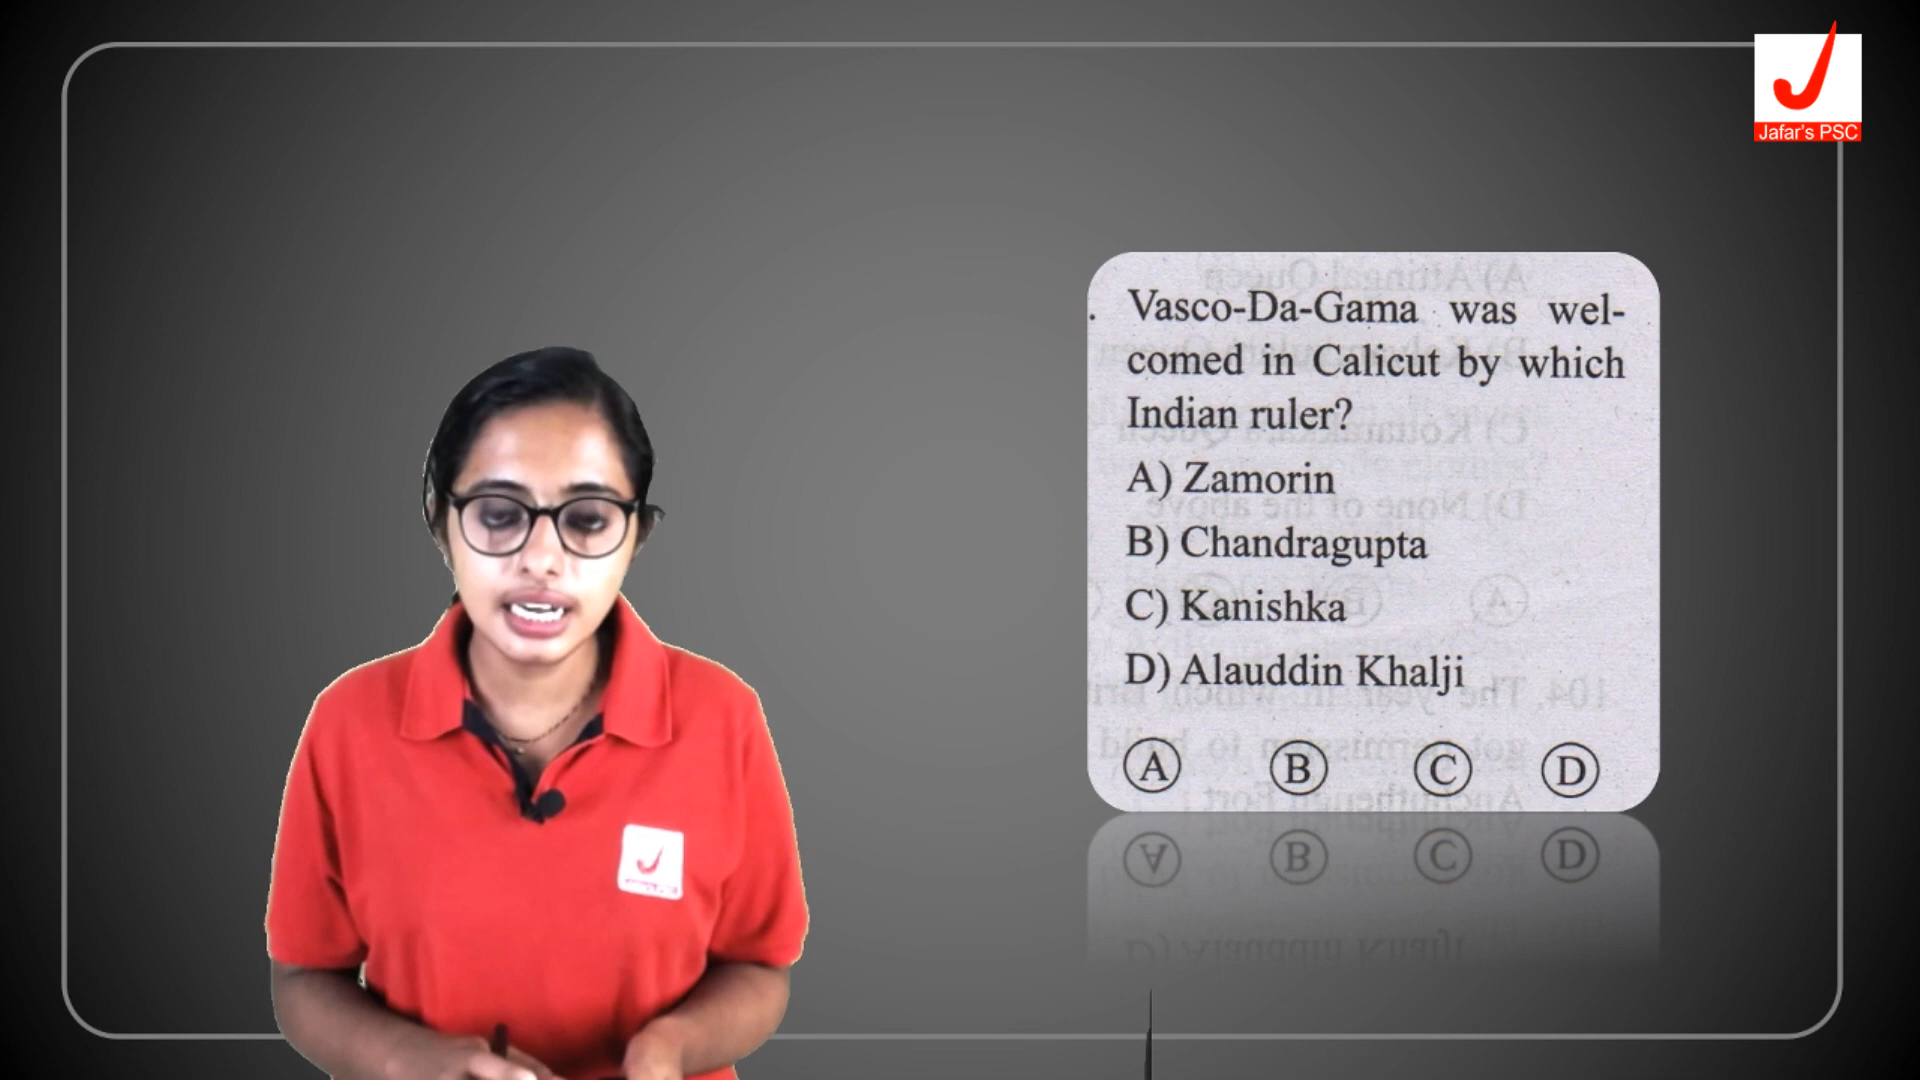 Jafar's PSC
. Vasco-Da-Gama was wel-
comed in Calicut by which
Indian ruler?
A) Zamorin
B) Chandragupta
C) Kanishka
D) Alauddin Khalji
A B C D